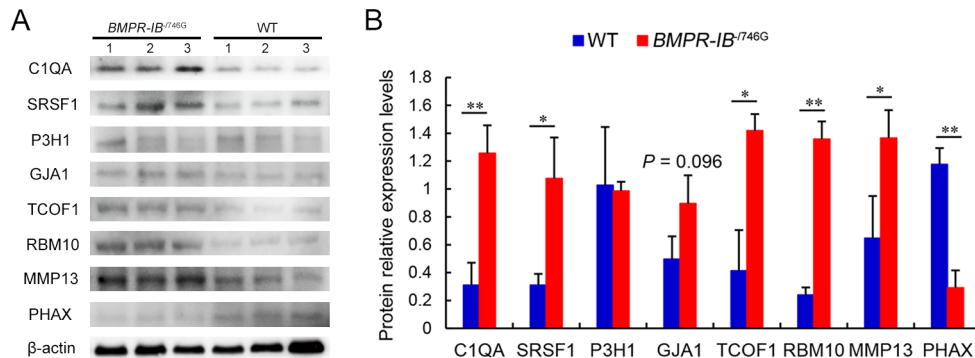 A
BMPR-IB-/746G WT
1 2 3 1 2 3
C1QA
SRSF1
P3H1
GJA1
TCOF1
RBM10
MMP13
PHAX
β-actin
B
WT BMPR-IB-/746G
Protein relative expression levels
1.8
1.6
1.4
1.2
1
0.8
0.6
0.4
0.2
0
** * P = 0.096 * ** * **
C1QA SRSF1 P3H1 GJA1 TCOF1 RBM10 MMP13 PHAX